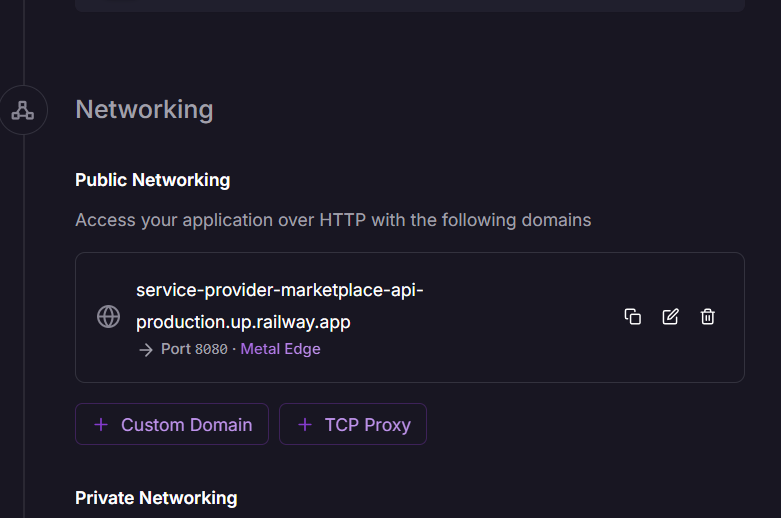 Networking
Public Networking
Access your application over HTTP with the following domains
service-provider-marketplace-api-
production.up.railway.app
→ Port 8080 · Metal Edge
+ Custom Domain
+ TCP Proxy
Private Networking